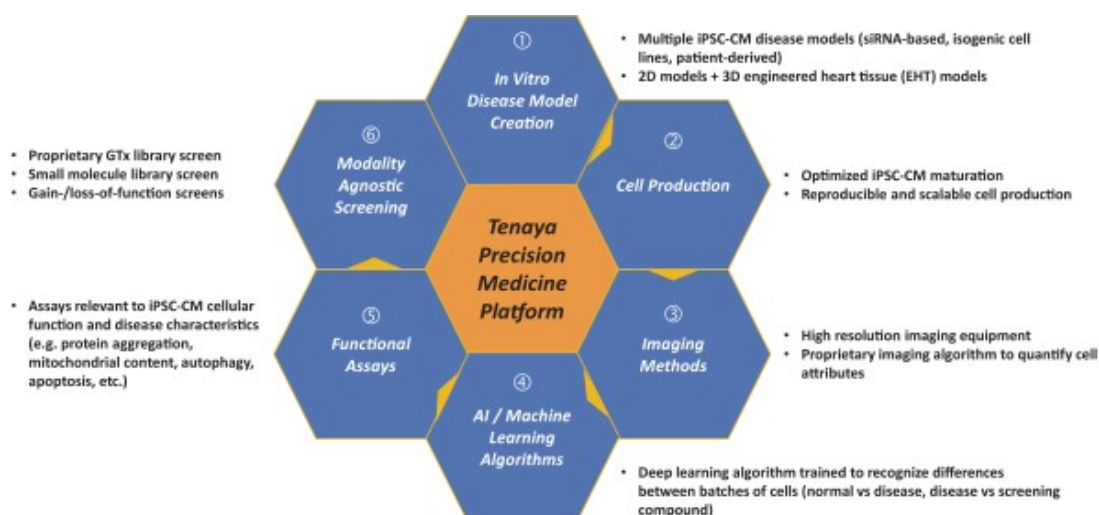 ①
In Vitro
Disease Model
Creation
• Multiple iPSC-CM disease models (siRNA-based, isogenic cell
lines, patient-derived)
• 2D models + 3D engineered heart tissue (EHT) models
②
Cell Production
• Optimized iPSC-CM maturation
• Reproducible and scalable cell production
③
Imaging
Methods
• High resolution imaging equipment
• Proprietary imaging algorithm to quantify cell
attributes
④
AI / Machine
Learning
Algorithms
• Deep learning algorithm trained to recognize differences
between batches of cells (normal vs disease, disease vs screening
compound)
⑤
Functional
Assays
• Assays relevant to iPSC-CM cellular
function and disease characteristics
(e.g. protein aggregation,
mitochondrial content, autophagy,
apoptosis, etc.)
⑥
Modality
Agnostic
Screening
• Proprietary GTx library screen
• Small molecule library screen
• Gain-/loss-of-function screens
Tenaya
Precision
Medicine
Platform